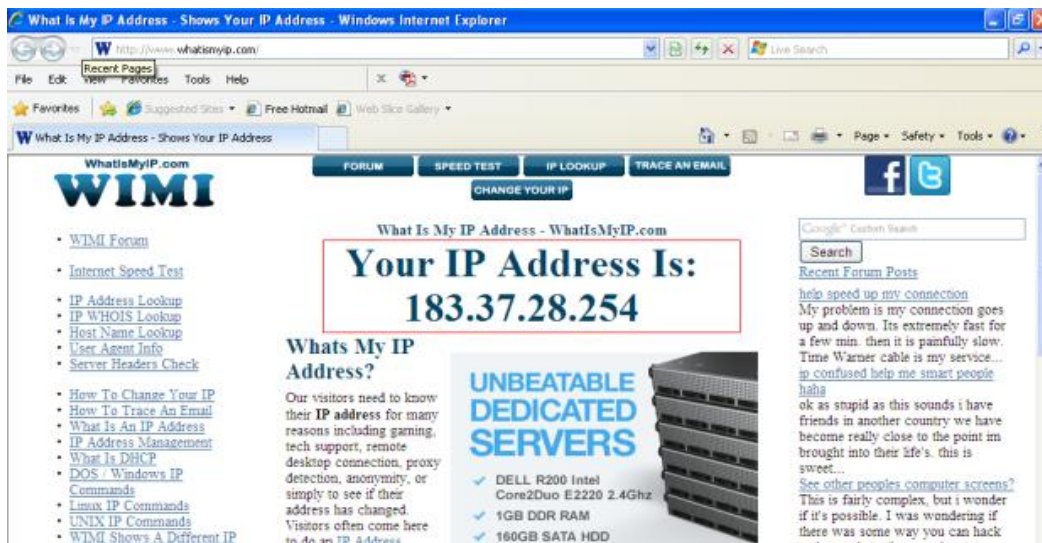 What Is My IP Address - Shows Your IP Address - Windows Internet Explorer
http://www.whatismyip.com/
Live Search
Recent Pages
File Edit View Favorites Tools Help
Favorites Suggested Sites Free Hotmail Web Slice Gallery
What Is My IP Address - Shows Your IP Address
Page Safety Tools
WhatIsMyIP.com
WIMI
FORUM SPEED TEST IP LOOKUP TRACE AN EMAIL
CHANGE YOUR IP
WIMI Forum
Internet Speed Test
IP Address Lookup
IP WHOIS Lookup
Host Name Lookup
User Agent Info
Server Headers Check
How To Change Your IP
How To Trace An Email
What Is An IP Address
IP Address Management
What Is DHCP
DOS / Windows IP
Commands
Linux IP Commands
UNIX IP Commands
WIMI Shows A Different IP
What Is My IP Address - WhatIsMyIP.com
Your IP Address Is:
183.37.28.254
Whats My IP
Address?
Our visitors need to know
their IP address for many
reasons including gaming,
tech support, remote
desktop connection, proxy
detection, anonymity, or
simply to see if their
address has changed.
Visitors often come here
to do an IP Address
UNBEATABLE
DEDICATED
SERVERS
DELL R200 Intel
Core2Duo E2220 2.4Ghz
1GB DDR RAM
160GB SATA HDD
f t
Google Custom Search
Search
Recent Forum Posts
help speed up my connection
My problem is my connection goes
up and down. Its extremely fast for
a few min. then it is painfully slow.
Time Warner cable is my service...
ip confused help me smart people
haha
ok as stupid as this sounds i have
friends in another country we have
become really close to the point im
brought into their life's. this is
sweet...
See other peoples computer screens?
This is fairly complex, but i wonder
if it's possible. I was wondering if
there was some way you can hack